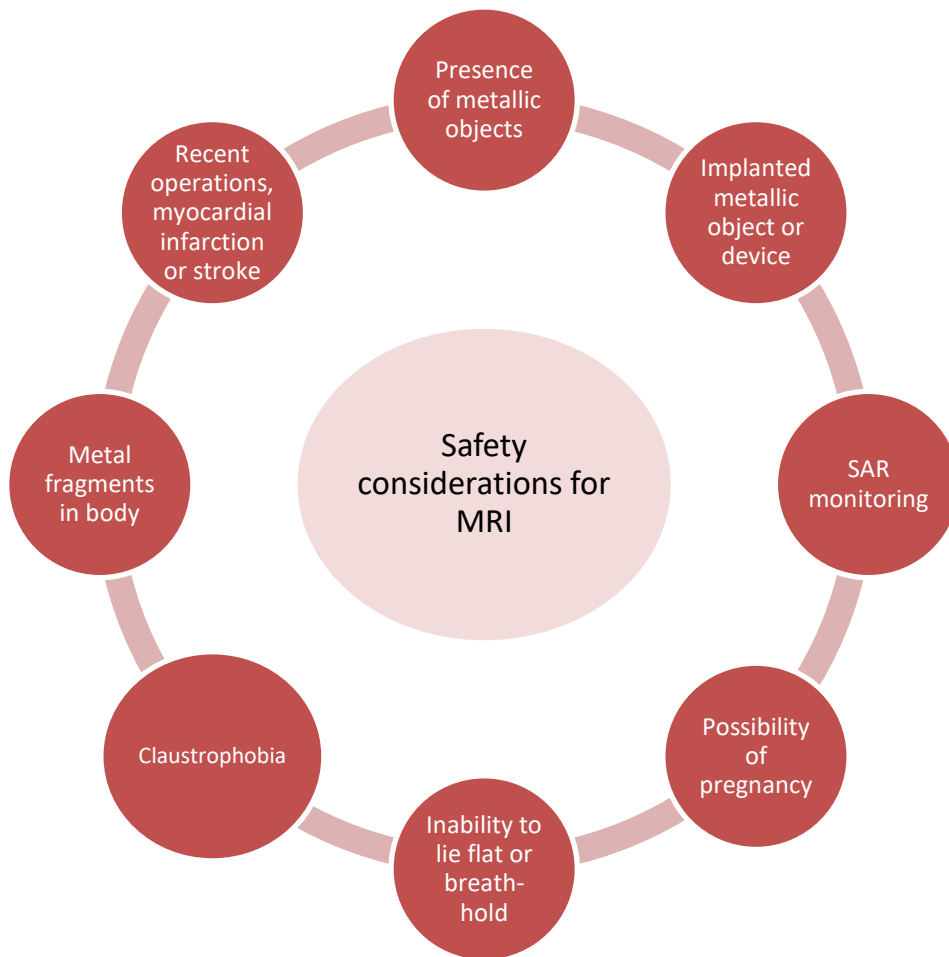 Presence
of metallic
objects
Implanted
metallic
object or
device
SAR
monitoring
Possibility
of
pregnancy
Inability to
lie flat or
breath-
hold
Claustrophobia
Metal
fragments
in body
Recent
operations,
myocardial
infarction
or stroke
Safety
considerations for
MRI